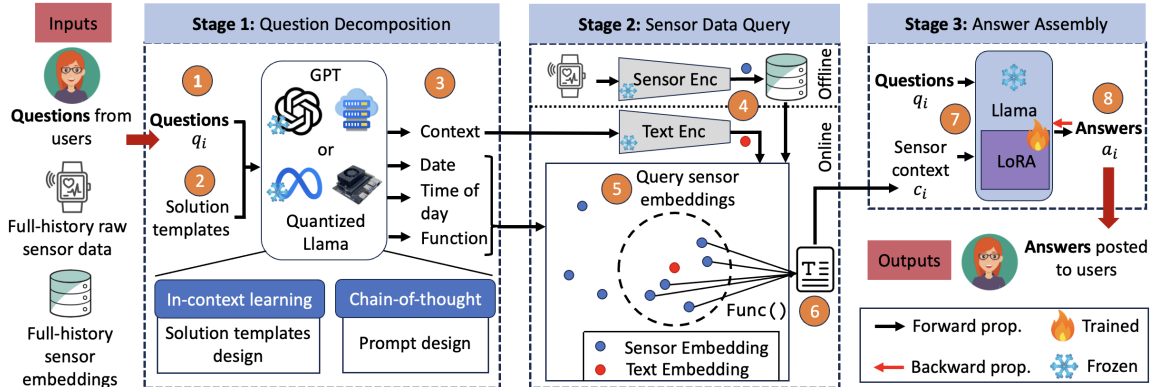 Inputs
Questions from
users
Full-history raw
sensor data
Full-history
sensor
embeddings
Stage 1: Question Decomposition
1
Questions
qᵢ
2
Solution
templates
GPT
or
Quantized
Llama
3
Context
Date
Time of
day
Function
In-context learning
Solution templates
design
Chain-of-thought
Prompt design
Stage 2: Sensor Data Query
Sensor Enc
Offline
4
Text Enc
Online
5
Query sensor
embeddings
Func()
T
6
Sensor Embedding
Text Embedding
Stage 3: Answer Assembly
Questions
qᵢ
7
Sensor
context
cᵢ
Llama
LoRA
8
Answers
aᵢ
Outputs
Answers posted
to users
Forward prop.
Trained
Backward prop.
Frozen